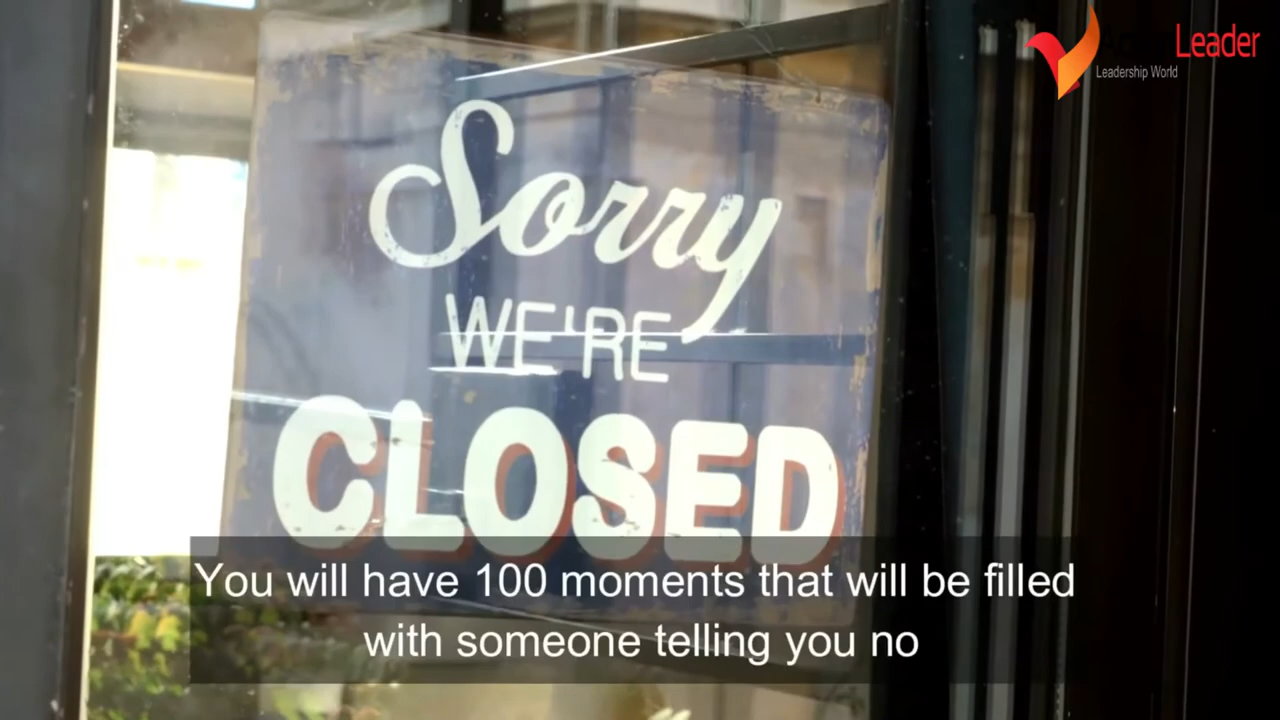 Leader
Leadership World
Sorry
WE'RE
CLOSED
You will have 100 moments that will be filled
with someone telling you no